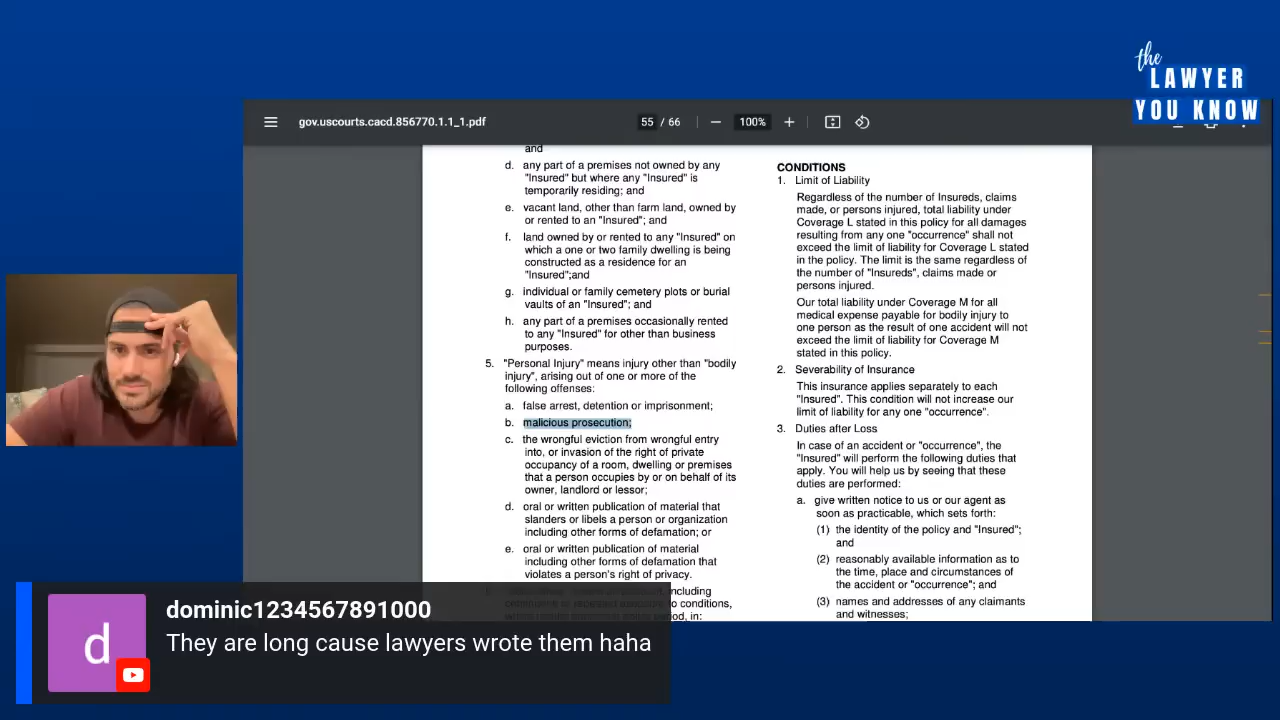 the
LAWYER
YOU KNOW
gov.uscourts.cacd.856770.1.1_1.pdf
55 / 66
100%
and
d. any part of a premises not owned by any
"Insured" but where any "Insured" is
temporarily residing; and
e. vacant land, other than farm land, owned by
or rented to an "Insured"; and
f. land owned by or rented to any "Insured" on
which a one or two family dwelling is being
constructed as a residence for an
"Insured";and
g. individual or family cemetery plots or burial
vaults of an "Insured"; and
h. any part of a premises occasionally rented
to any "Insured" for other than business
purposes.
5. "Personal Injury" means injury other than "bodily
injury", arising out of one or more of the
following offenses:
a. false arrest, detention or imprisonment;
b. malicious prosecution;
c. the wrongful eviction from wrongful entry
into, or invasion of the right of private
occupancy of a room, dwelling or premises
that a person occupies by or on behalf of its
owner, landlord or lessor;
d. oral or written publication of material that
slanders or libels a person or organization
including other forms of defamation; or
e. oral or written publication of material
including other forms of defamation that
violates a person's right of privacy.
including
to conditions,
in:
CONDITIONS
1. Limit of Liability
Regardless of the number of Insureds, claims
made, or persons injured, total liability under
Coverage L stated in this policy for all damages
resulting from any one "occurrence" shall not
exceed the limit of liability for Coverage L stated
in the policy. The limit is the same regardless of
the number of "Insureds", claims made or
persons injured.
Our total liability under Coverage M for all
medical expense payable for bodily injury to
one person as the result of one accident will not
exceed the limit of liability for Coverage M
stated in this policy.
2. Severability of Insurance
This insurance applies separately to each
"Insured". This condition will not increase our
limit of liability for any one "occurrence".
3. Duties after Loss
In case of an accident or "occurrence", the
"Insured" will perform the following duties that
apply. You will help us by seeing that these
duties are performed:
a. give written notice to us or our agent as
soon as practicable, which sets forth:
(1) the identity of the policy and "Insured";
and
(2) reasonably available information as to
the time, place and circumstances of
the accident or "occurrence"; and
(3) names and addresses of any claimants
and witnesses;
d
dominic1234567891000
They are long cause lawyers wrote them haha